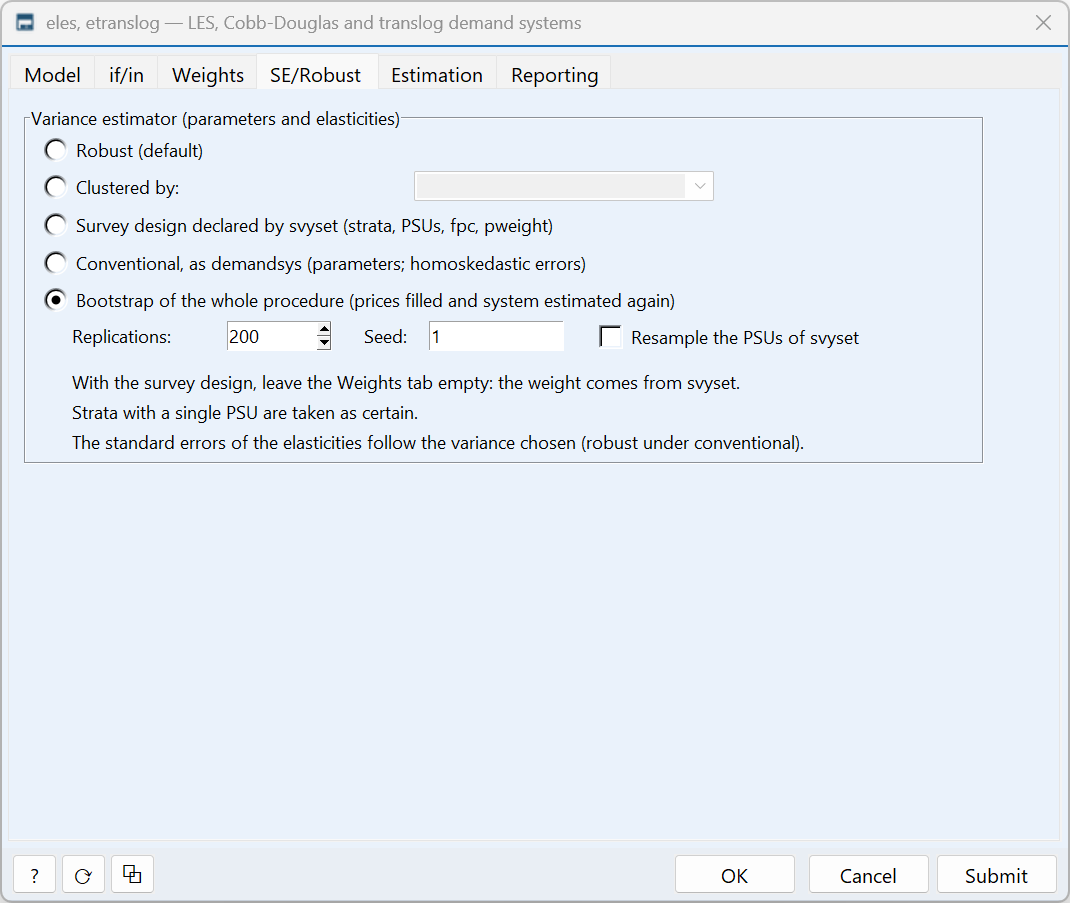 eles, etranslog — LES, Cobb-Douglas and translog demand systems
Model if/in Weights SE/Robust Estimation Reporting
Variance estimator (parameters and elasticities)
Robust (default)
Clustered by:
Survey design declared by svyset (strata, PSUs, fpc, pweight)
Conventional, as demandsys (parameters; homoskedastic errors)
Bootstrap of the whole procedure (prices filled and system estimated again)
Replications: 200 Seed: 1 Resample the PSUs of svyset
With the survey design, leave the Weights tab empty: the weight comes from svyset.
Strata with a single PSU are taken as certain.
The standard errors of the elasticities follow the variance chosen (robust under conventional).
? OK Cancel Submit